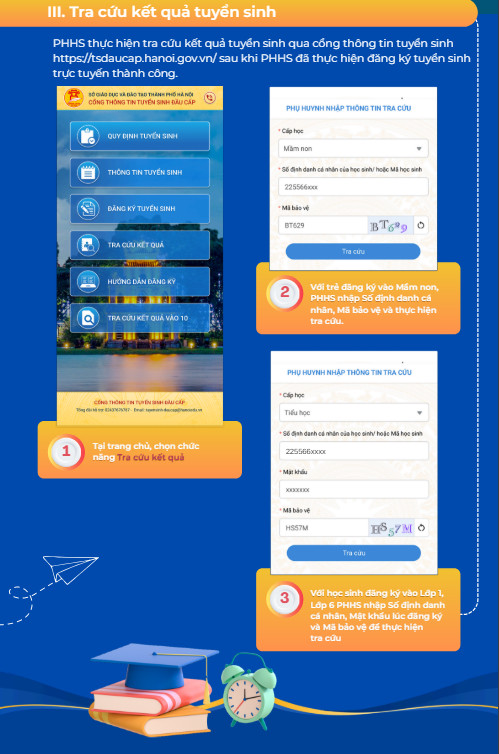 III. Tra cứu kết quả tuyển sinh
PHHS thực hiện tra cứu kết quả tuyển sinh qua cổng thông tin tuyển sinh
https://tsdaucap.hanoi.gov.vn/ sau khi PHHS đã thực hiện đăng ký tuyển sinh
trực tuyến thành công.
SỞ GIÁO DỤC VÀ ĐÀO TẠO THÀNH PHỐ HÀ NỘI
CỔNG THÔNG TIN TUYỂN SINH ĐẦU CẤP
QUY ĐỊNH TUYỂN SINH
THÔNG TIN TUYỂN SINH
ĐĂNG KÝ TUYỂN SINH
TRA CỨU KẾT QUẢ
HƯỚNG DẪN ĐĂNG KÝ
TRA CỨU KẾT QUẢ VÀO 10
CỔNG THÔNG TIN TUYỂN SINH ĐẦU CẤP
1
Tại trang chủ, chọn chức
năng Tra cứu kết quả
PHỤ HUYNH NHẬP THÔNG TIN TRA CỨU
* Cấp học
Mầm non
* Số định danh cá nhân của học sinh/ hoặc Mã học sinh
225566xxx
* Mã bảo vệ
BT629
BT629
Tra cứu
2
Với trẻ đăng ký vào Mầm non,
PHHS nhập Số định danh cá
nhân, Mã bảo vệ và thực hiện
tra cứu.
PHỤ HUYNH NHẬP THÔNG TIN TRA CỨU
* Cấp học
Tiểu học
* Số định danh cá nhân của học sinh/ hoặc Mã học sinh
225566xxxx
* Mật khẩu
xxxxxxx
* Mã bảo vệ
HS57M
HS57M
Tra cứu
3
Với học sinh đăng ký vào Lớp 1,
Lớp 6 PHHS nhập Số định danh
cá nhân, Mật khẩu lúc đăng ký
và Mã bảo vệ để thực hiện
tra cứu